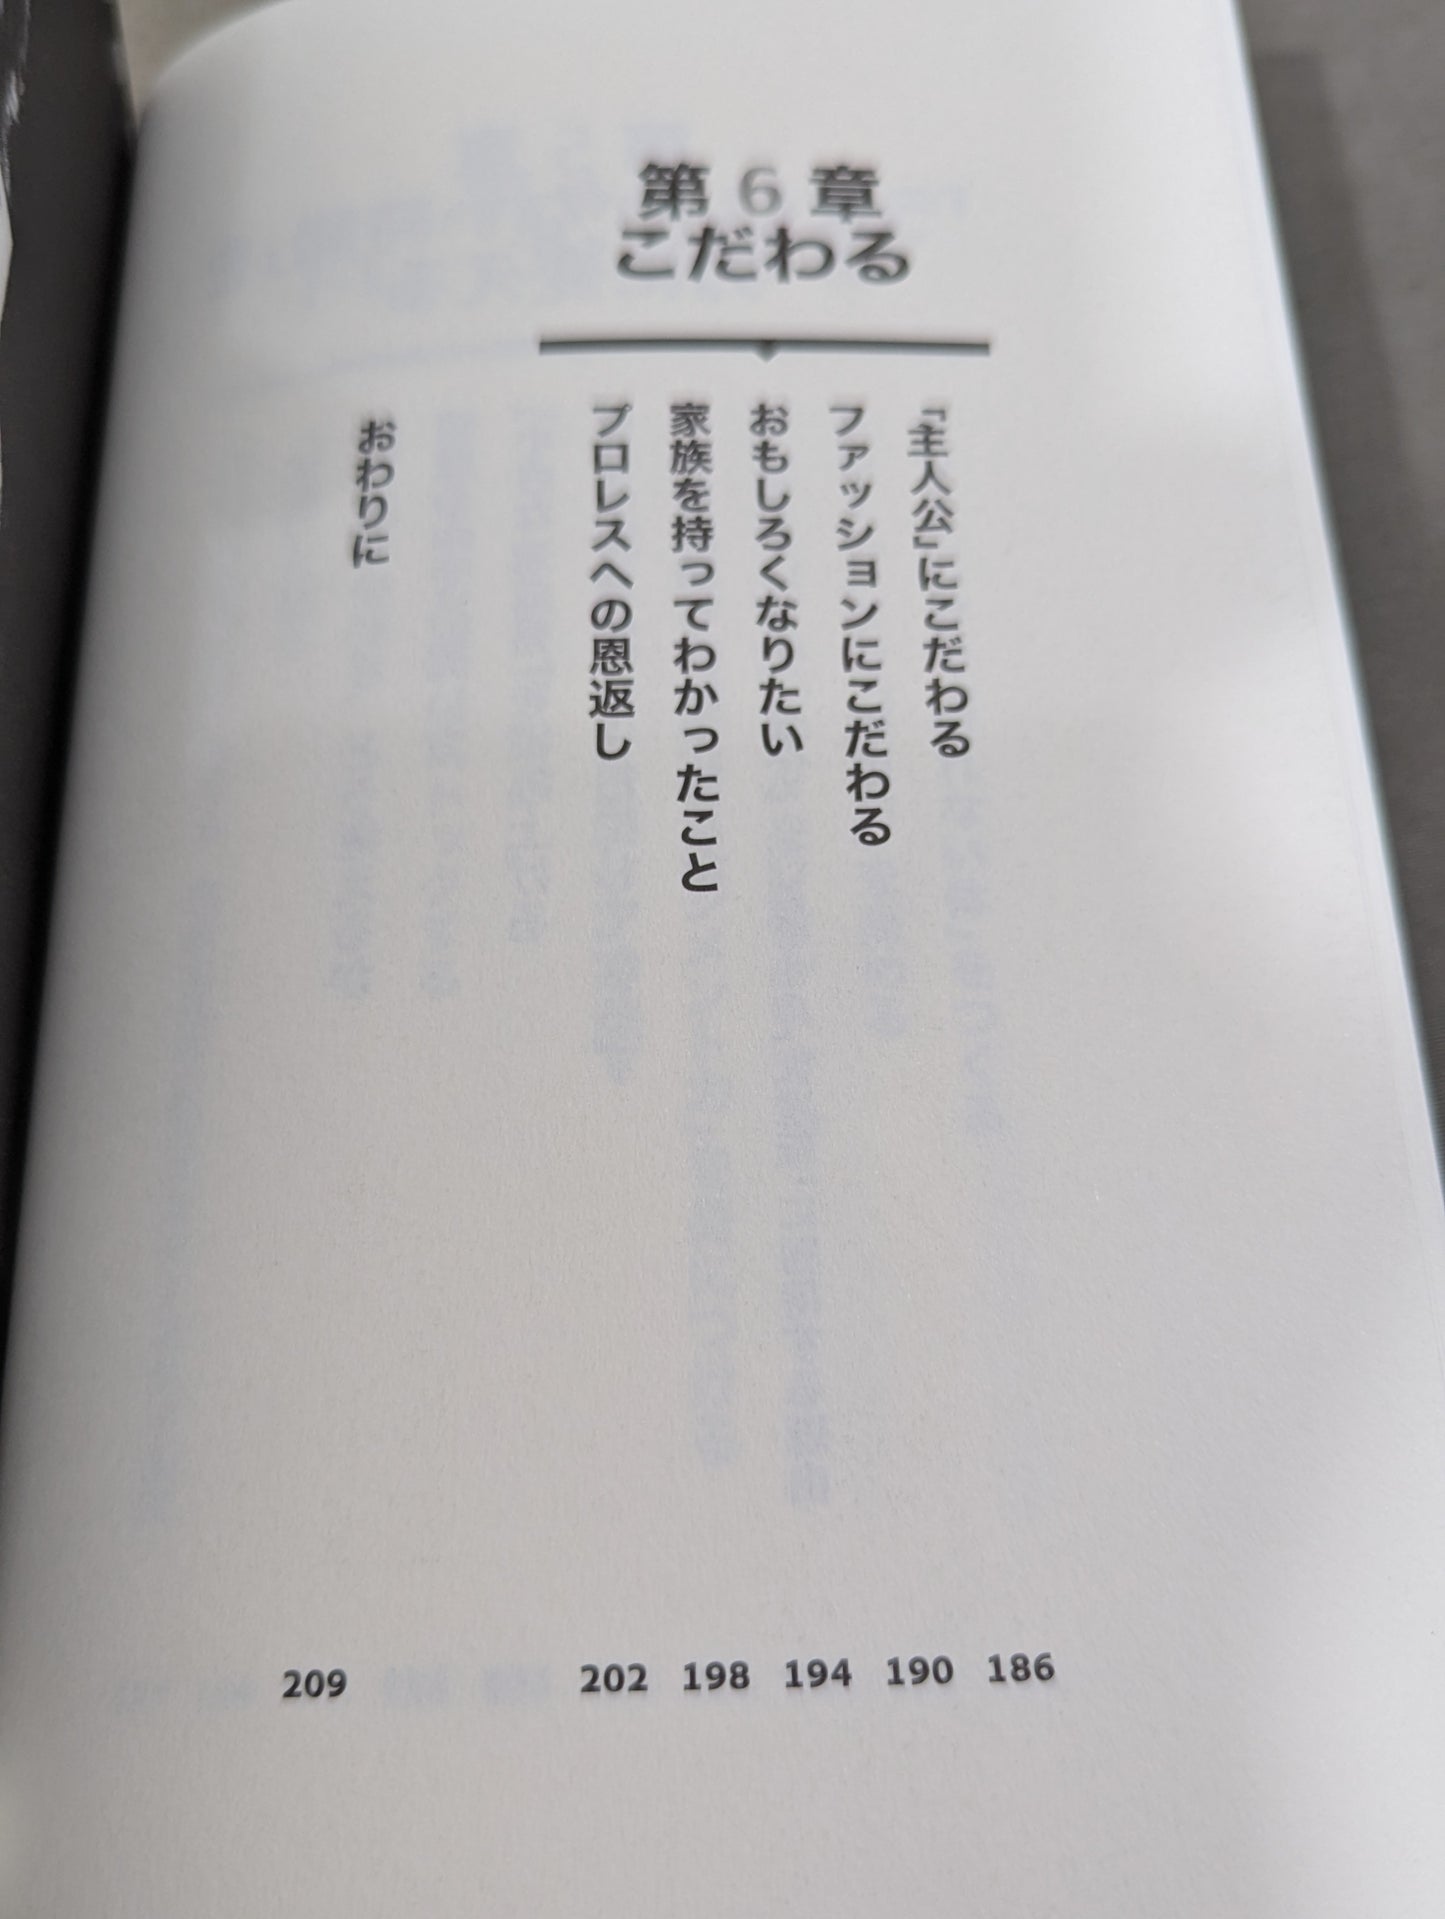 第6章
こだわる
「主人公」にこだわる 186
ファッションにこだわる 190
おもしろくなりたい 194
家族を持ってわかったこと 198
プロレスへの恩返し 202
おわりに 209